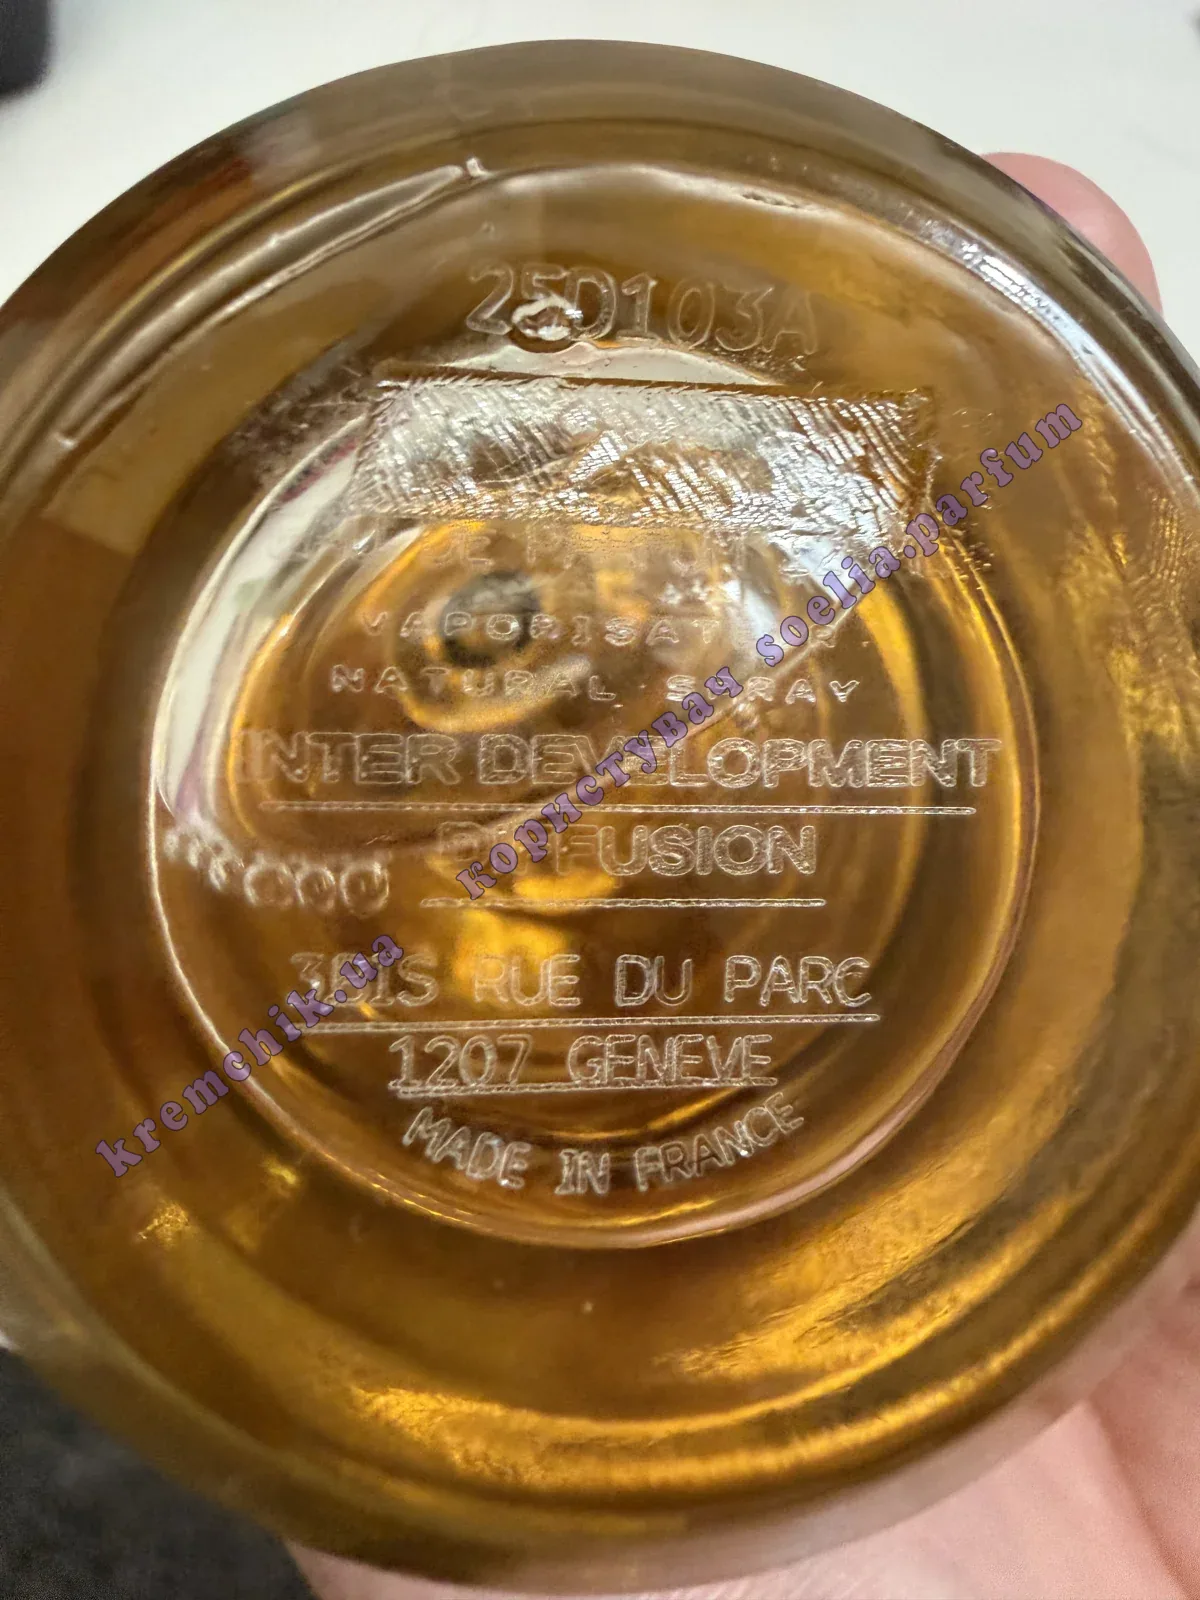 25D103A
VAPORISATEUR
NATURAL SPRAY
INTER DEVELOPMENT
DIFFUSION
3BIS RUE DU PARC
1207 GENEVE
MADE IN FRANCE
kremchik.ua користувач soelia.parfum